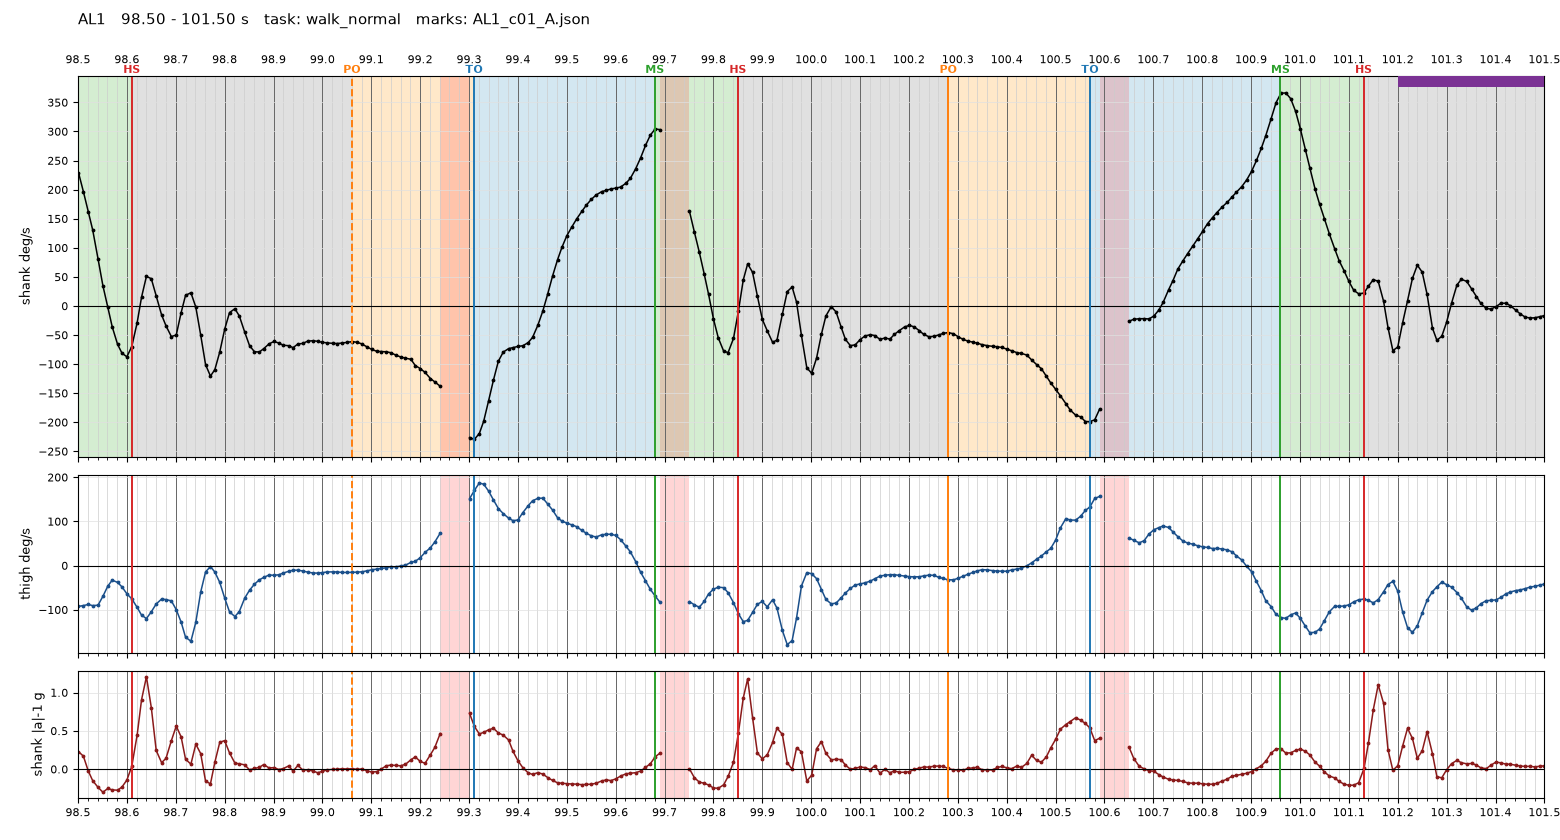 AL1   98.50 - 101.50 s   task: walk_normal   marks: AL1_c01_A.json
98.5 98.6 98.7 98.8 98.9 99.0 99.1 99.2 99.3 99.4 99.5 99.6 99.7 99.8 99.9 100.0 100.1 100.2 100.3 100.4 100.5 100.6 100.7 100.8 100.9 101.0 101.1 101.2 101.3 101.4 101.5
HS PO TO MS HS PO TO MS HS
shank deg/s
350
300
250
200
150
100
50
0
−50
−100
−150
−200
−250
thigh deg/s
200
100
0
−100
shank |a|-1 g
1.0
0.5
0.0
98.5 98.6 98.7 98.8 98.9 99.0 99.1 99.2 99.3 99.4 99.5 99.6 99.7 99.8 99.9 100.0 100.1 100.2 100.3 100.4 100.5 100.6 100.7 100.8 100.9 101.0 101.1 101.2 101.3 101.4 101.5